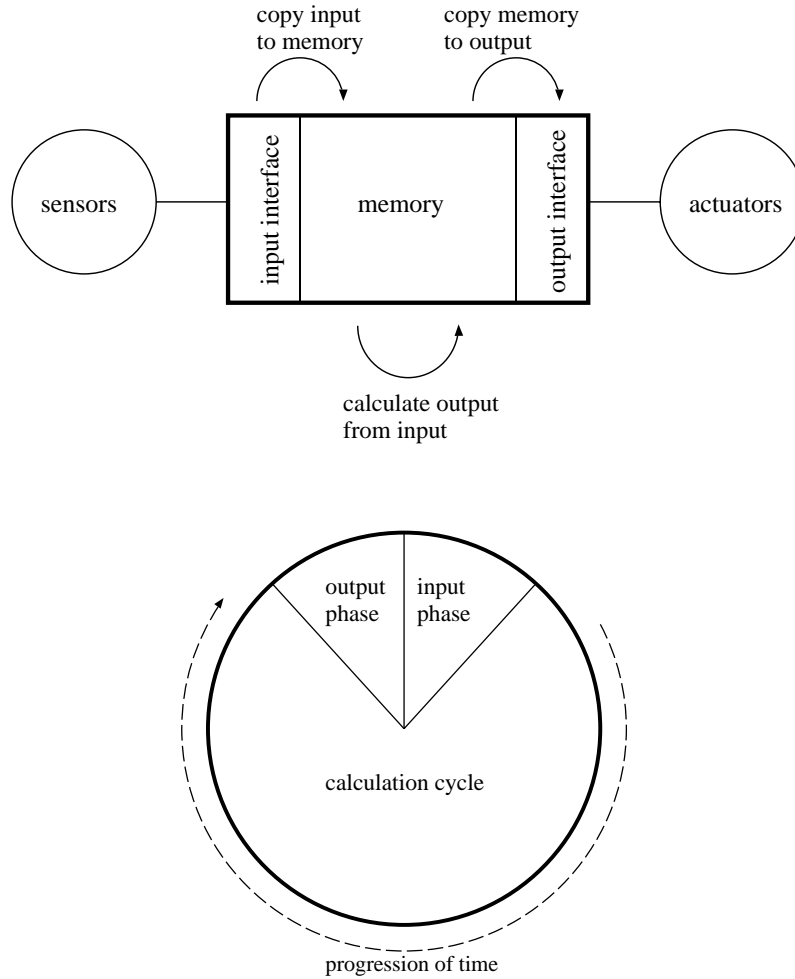 copy input
to memory
copy memory
to output
sensors
input interface
memory
output interface
actuators
calculate output
from input
output
phase
input
phase
calculation cycle
progression of time